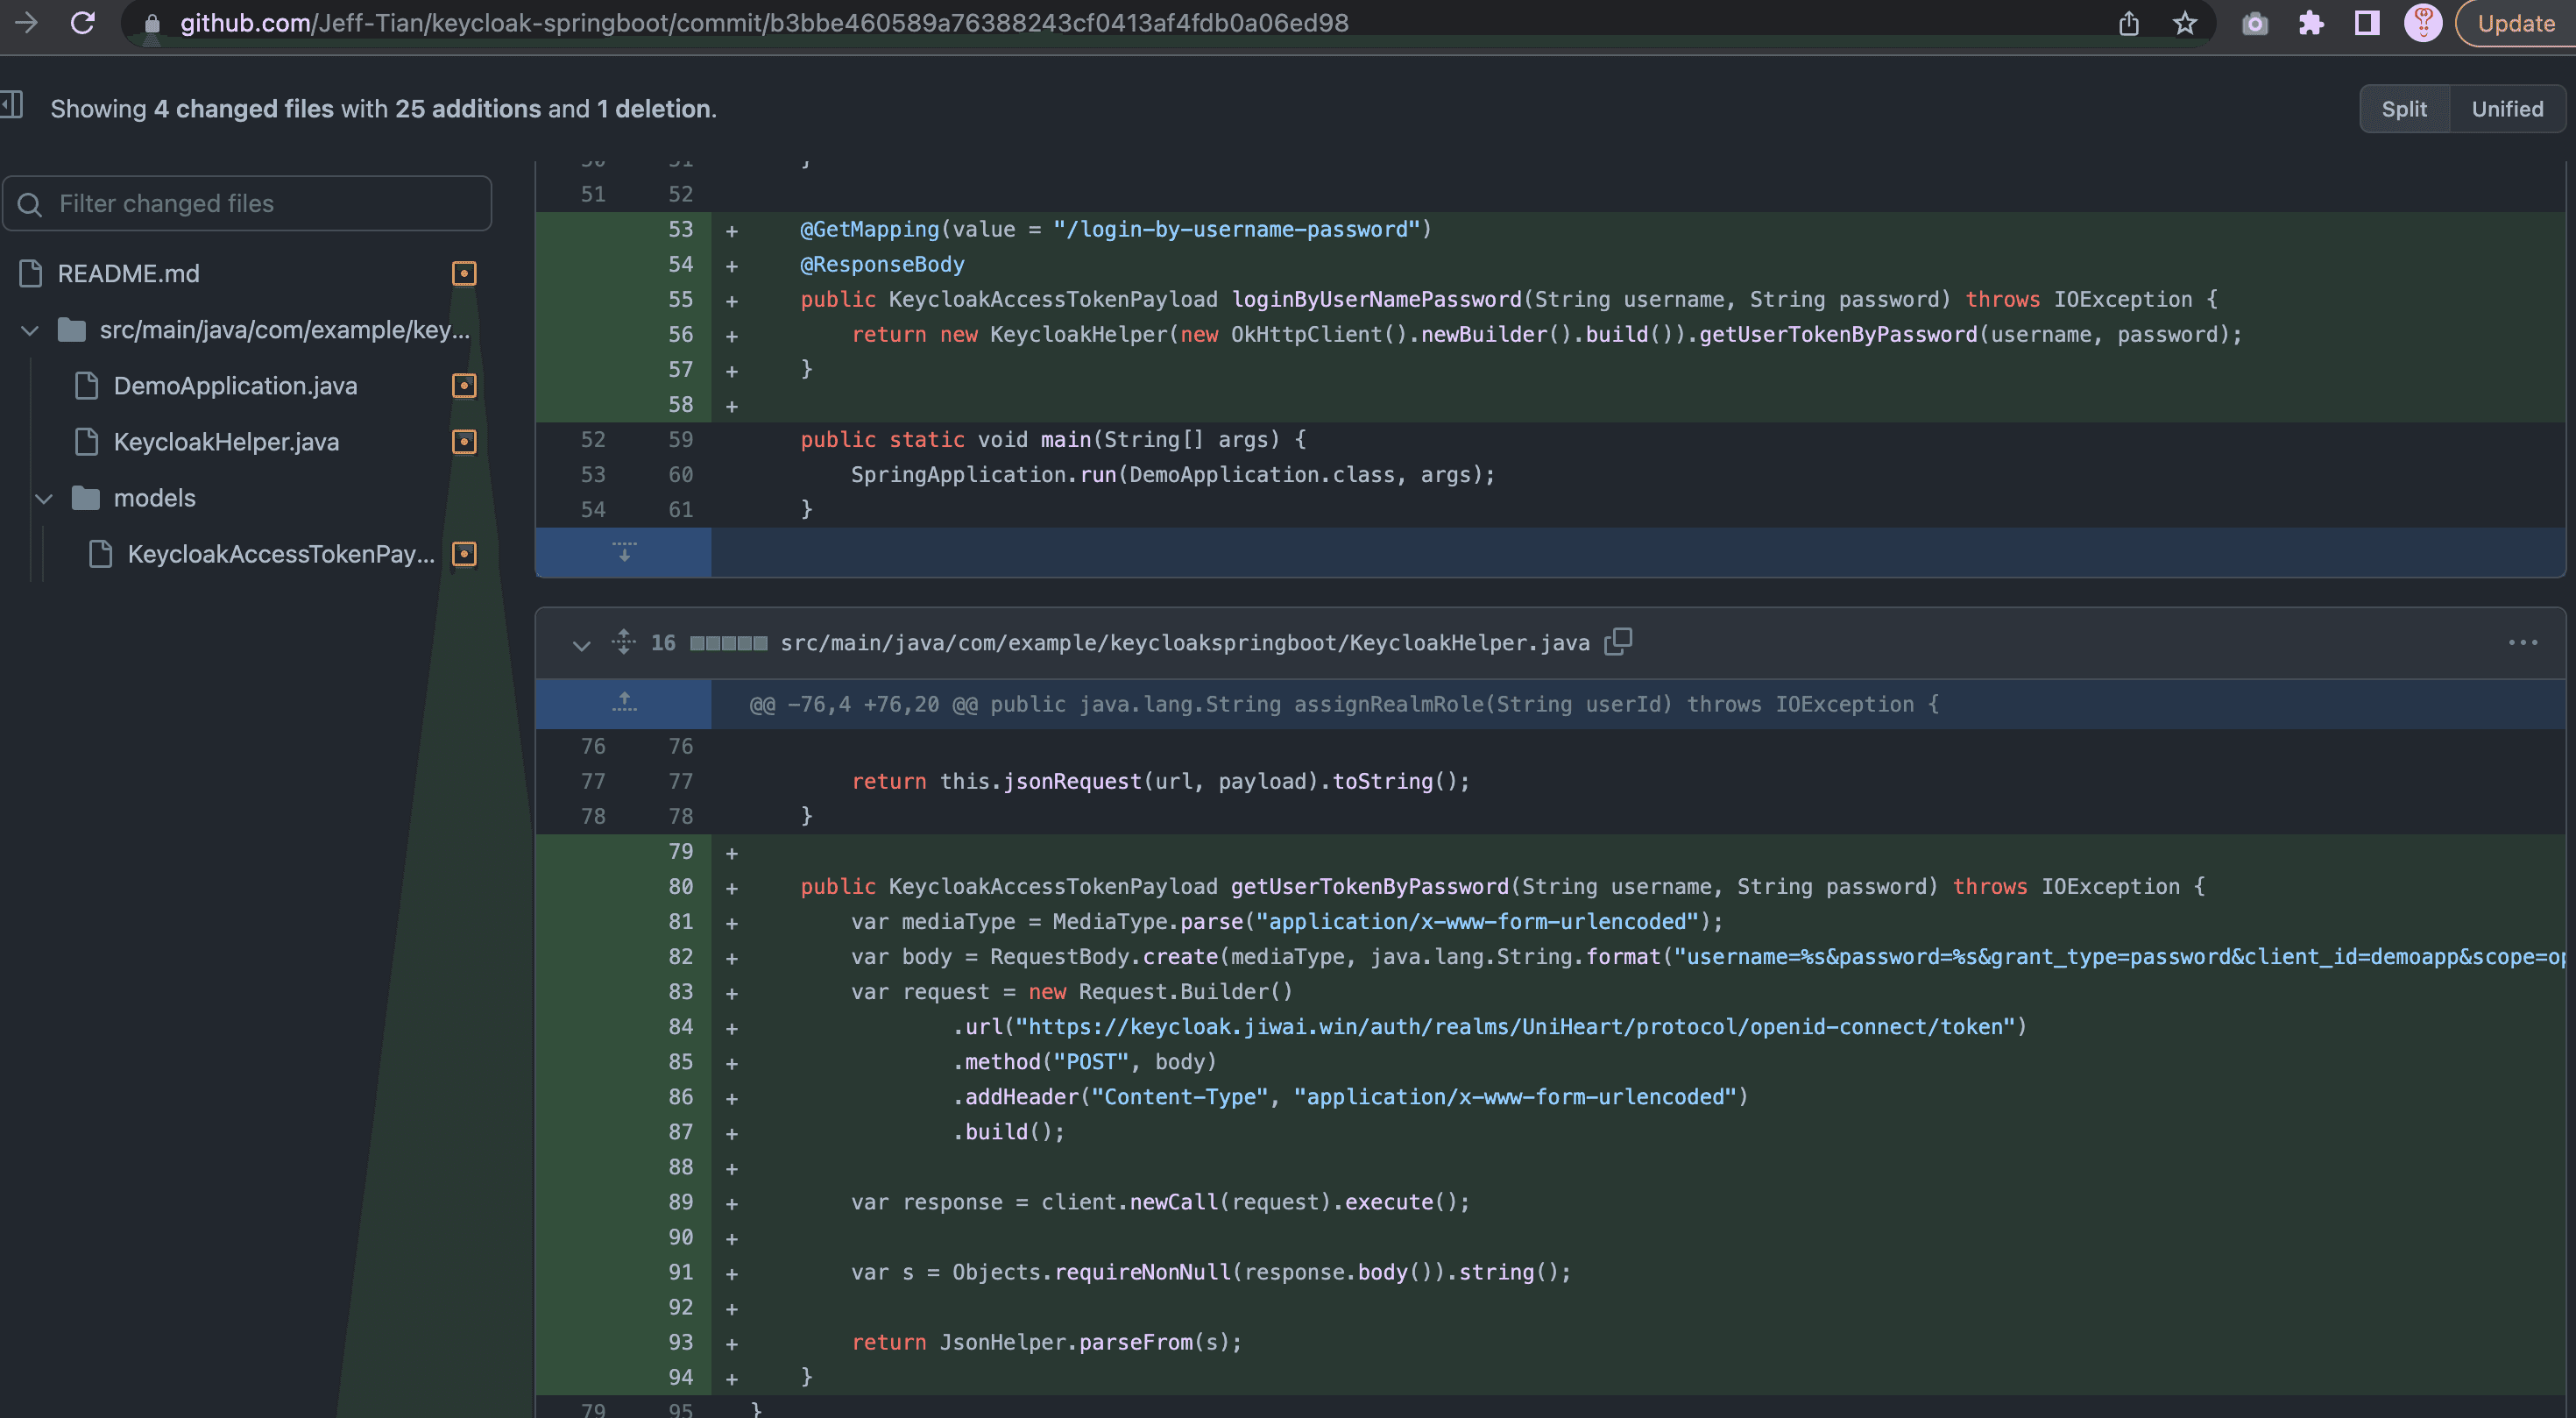 github.com/Jeff-Tian/keycloak-springboot/commit/b3bbe460589a76388243cf0413af4fdb0a06ed98
Update
Showing 4 changed files with 25 additions and 1 deletion.
Split Unified
Filter changed files
README.md
src/main/java/com/example/key...
DemoApplication.java
KeycloakHelper.java
models
KeycloakAccessTokenPay...
50 51 }
51 52
53 + @GetMapping(value = "/login-by-username-password")
54 + @ResponseBody
55 + public KeycloakAccessTokenPayload loginByUserNamePassword(String username, String password) throws IOException {
56 + return new KeycloakHelper(new OkHttpClient().newBuilder().build()).getUserTokenByPassword(username, password);
57 + }
58 +
52 59 public static void main(String[] args) {
53 60 SpringApplication.run(DemoApplication.class, args);
54 61 }
16 src/main/java/com/example/keycloakspringboot/KeycloakHelper.java
@@ -76,4 +76,20 @@ public java.lang.String assignRealmRole(String userId) throws IOException {
76 76
77 77 return this.jsonRequest(url, payload).toString();
78 78 }
79 +
80 + public KeycloakAccessTokenPayload getUserTokenByPassword(String username, String password) throws IOException {
81 + var mediaType = MediaType.parse("application/x-www-form-urlencoded");
82 + var body = RequestBody.create(mediaType, java.lang.String.format("username=%s&password=%s&grant_type=password&client_id=demoapp&scope=op
83 + var request = new Request.Builder()
84 + .url("https://keycloak.jiwai.win/auth/realms/UniHeart/protocol/openid-connect/token")
85 + .method("POST", body)
86 + .addHeader("Content-Type", "application/x-www-form-urlencoded")
87 + .build();
88 +
89 + var response = client.newCall(request).execute();
90 +
91 + var s = Objects.requireNonNull(response.body()).string();
92 +
93 + return JsonHelper.parseFrom(s);
94 + }
79 95 }